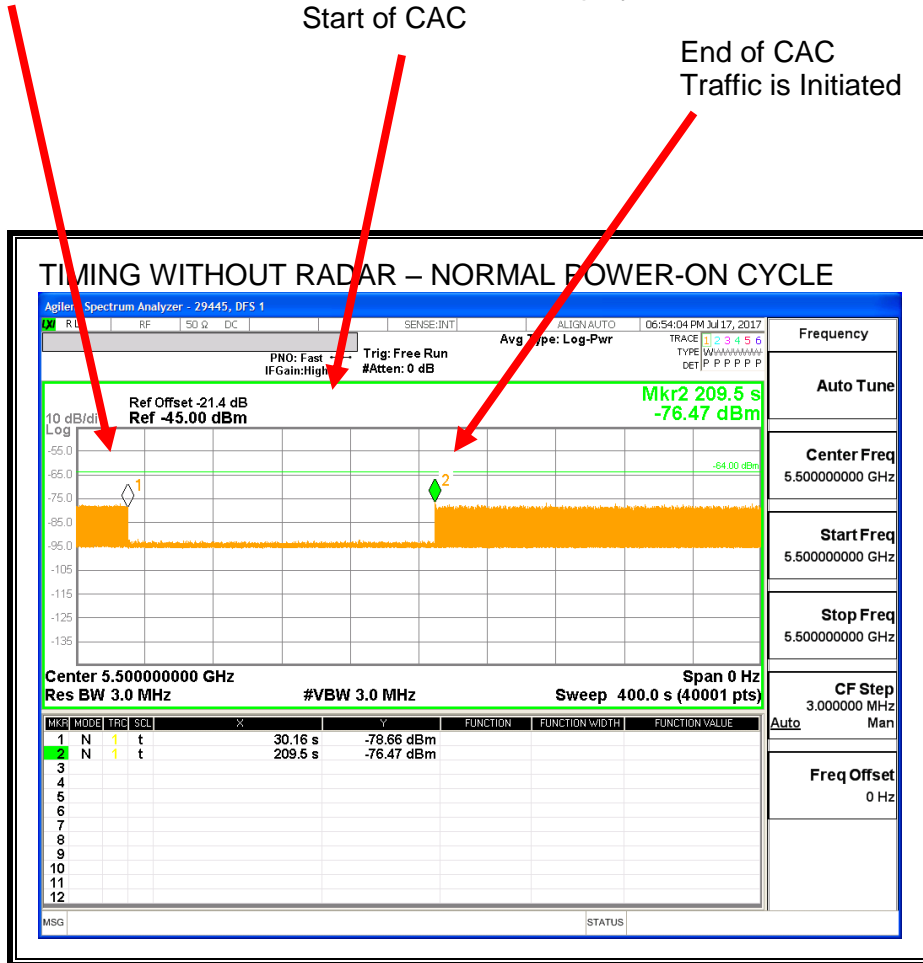 Start of CAC
End of CAC
Traffic is Initiated
TIMING WITHOUT RADAR – NORMAL POWER-ON CYCLE
Agilent Spectrum Analyzer - 29445, DFS 1
LXI RL RF 50 Ω DC SENSE:INT ALIGN AUTO 06:54:04 PM Jul 17, 2017
Avg Type: Log-Pwr
TRACE 1 2 3 4 5 6
TYPE WWWWWWW
DET P P P P P P
PNO: Fast
IFGain:High
Trig: Free Run
#Atten: 0 dB
Mkr2 209.5 s
-76.47 dBm
Ref Offset -21.4 dB
10 dB/div Ref -45.00 dBm
Log
-55.0
-65.0
-75.0
-85.0
-95.0
-105
-115
-125
-135
-64.00 dBm
1
2
Center 5.500000000 GHz Span 0 Hz
Res BW 3.0 MHz #VBW 3.0 MHz Sweep 400.0 s (40001 pts)
MKR MODE TRC SCL X Y FUNCTION FUNCTION WIDTH FUNCTION VALUE
1 N 1 t 30.16 s -78.66 dBm
2 N 1 t 209.5 s -76.47 dBm
3
4
5
6
7
8
9
10
11
12
MSG STATUS
Frequency
Auto Tune
Center Freq
5.500000000 GHz
Start Freq
5.500000000 GHz
Stop Freq
5.500000000 GHz
CF Step
3.000000 MHz
Auto Man
Freq Offset
0 Hz